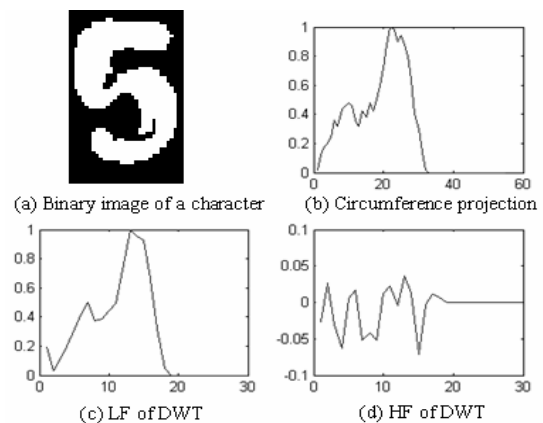 5
(a) Binary image of a character
1
0.8
0.6
0.4
0.2
0
0 20 40 60
(b) Circumference projection
1
0.8
0.6
0.4
0.2
0
0 10 20 30
(c) LF of DWT
0.1
0.05
0
-0.05
-0.1
0 10 20 30
(d) HF of DWT